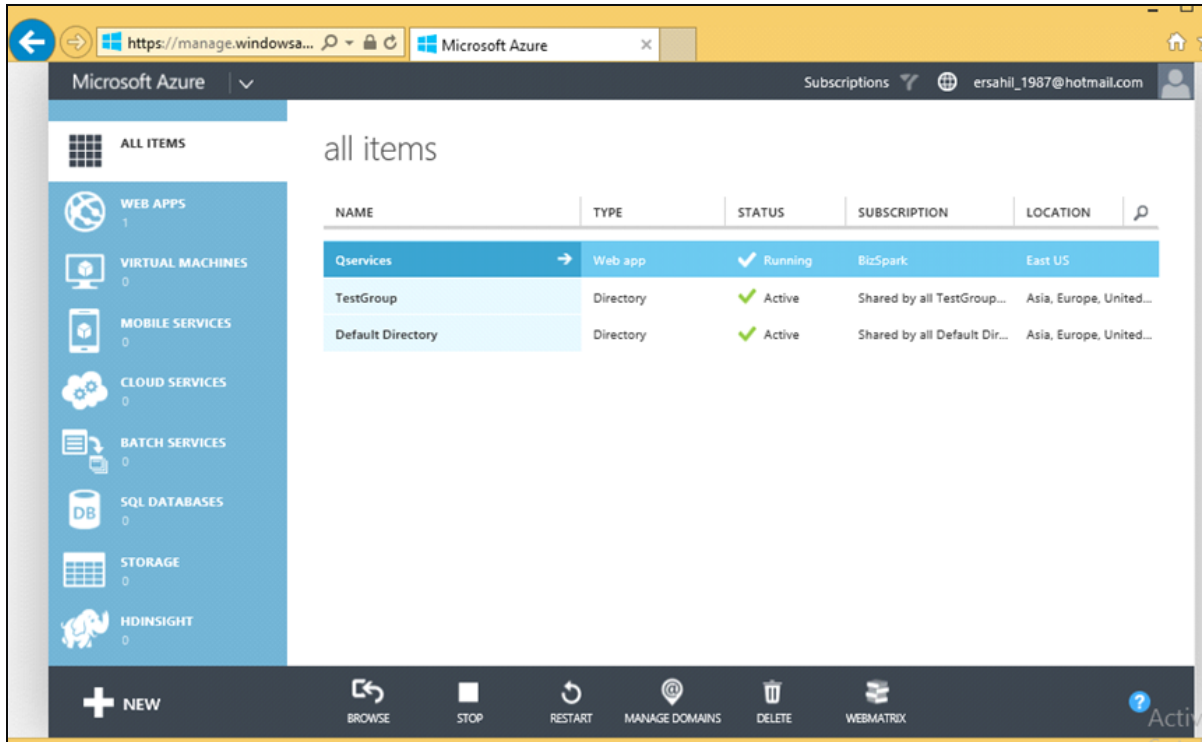 https://manage.windowsa...
Microsoft Azure
Microsoft Azure
Subscriptions
ersahil_1987@hotmail.com
ALL ITEMS
WEB APPS
1
VIRTUAL MACHINES
0
MOBILE SERVICES
0
CLOUD SERVICES
0
BATCH SERVICES
0
SQL DATABASES
0
DB
STORAGE
0
HDINSIGHT
0
all items
NAME TYPE STATUS SUBSCRIPTION LOCATION
Qservices Web app Running BizSpark East US
TestGroup Directory Active Shared by all TestGroup... Asia, Europe, United...
Default Directory Directory Active Shared by all Default Dir... Asia, Europe, United...
NEW
BROWSE STOP RESTART MANAGE DOMAINS DELETE WEBMATRIX
?
Activ